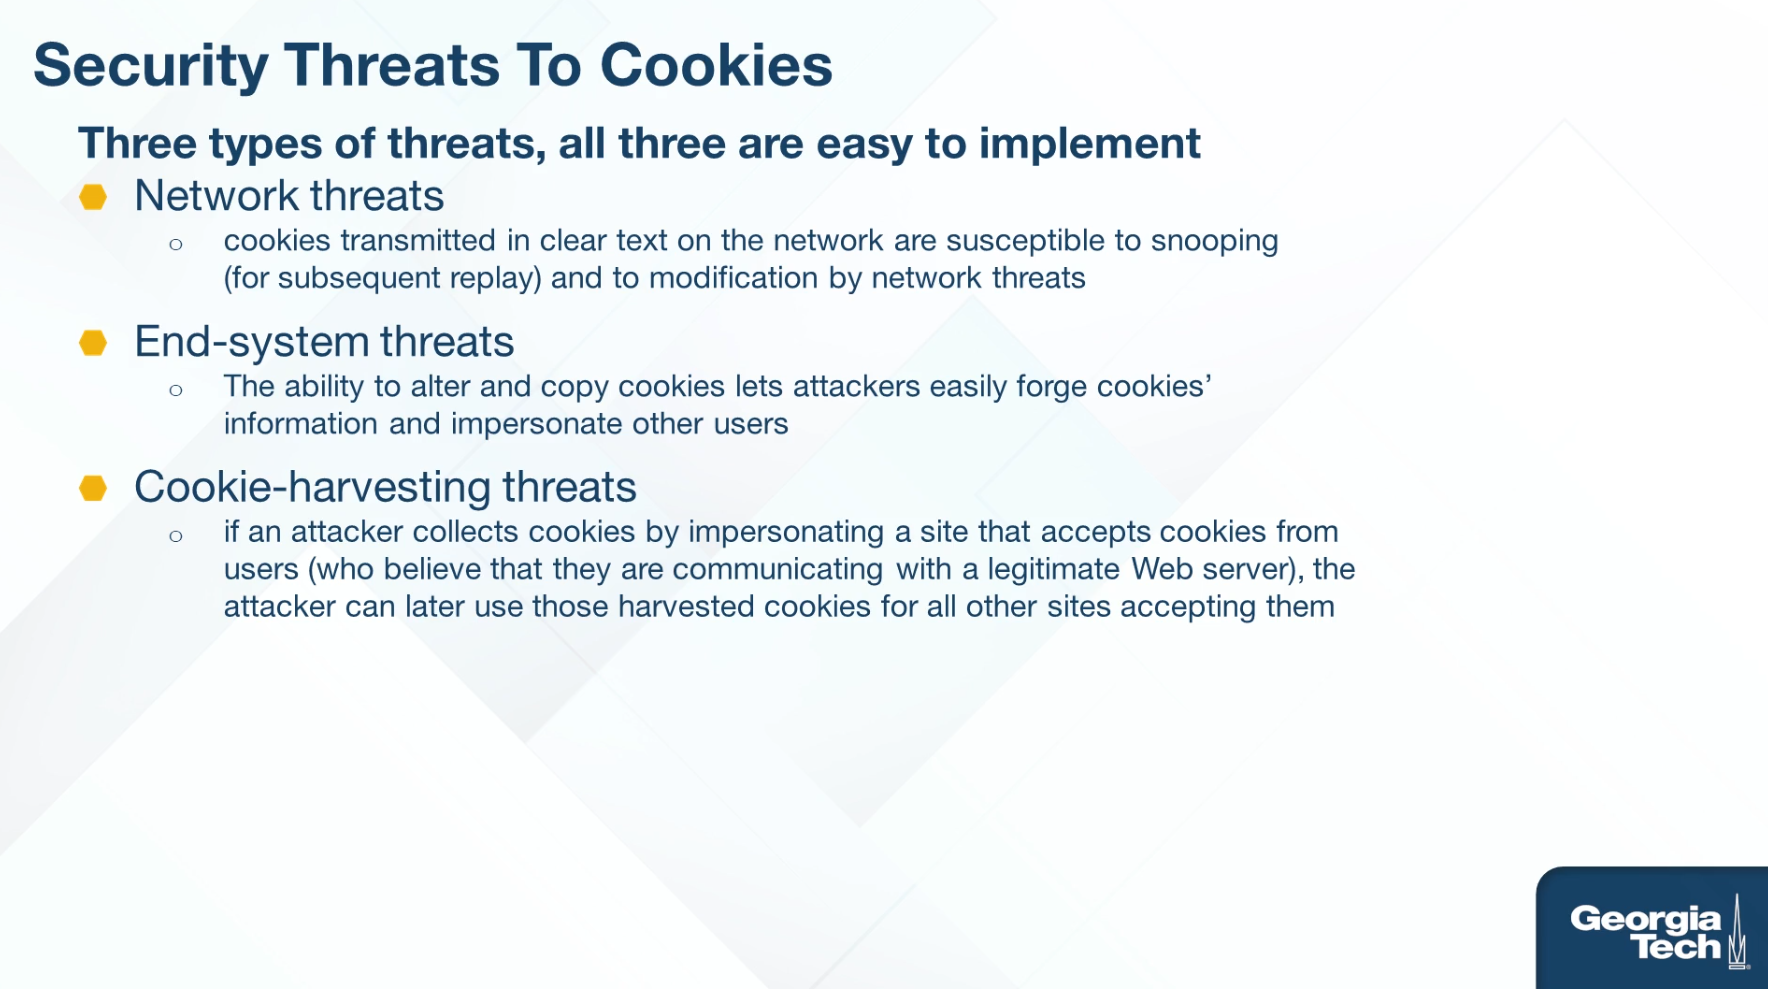 Security Threats To Cookies
Three types of threats, all three are easy to implement
Network threats
cookies transmitted in clear text on the network are susceptible to snooping
(for subsequent replay) and to modification by network threats
End-system threats
The ability to alter and copy cookies lets attackers easily forge cookies’
information and impersonate other users
Cookie-harvesting threats
if an attacker collects cookies by impersonating a site that accepts cookies from
users (who believe that they are communicating with a legitimate Web server), the
attacker can later use those harvested cookies for all other sites accepting them
Georgia
Tech